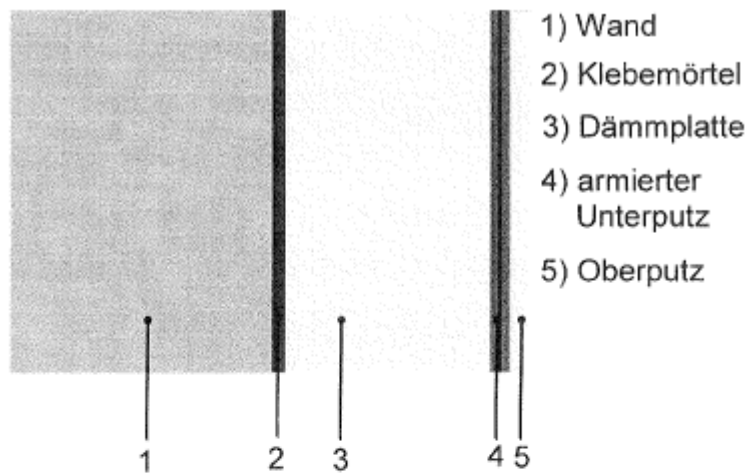 1) Wand
2) Klebemörtel
3) Dämmplatte
4) armierter
Unterputz
5) Oberputz
1
2
3
4
5